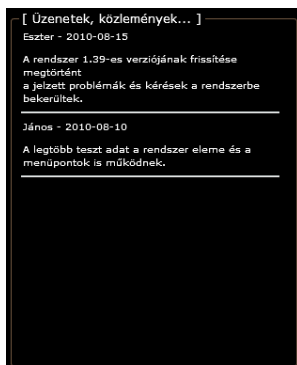 [ Üzenetek, közlemények... ]
Eszter - 2010-08-15
A rendszer 1.39-es verziójának frissítése
megtörtént
a jelzett problémák és kérések a rendszerbe
bekerültek.
János - 2010-08-10
A legtöbb teszt adat a rendszer eleme és a
menüpontok is működnek.